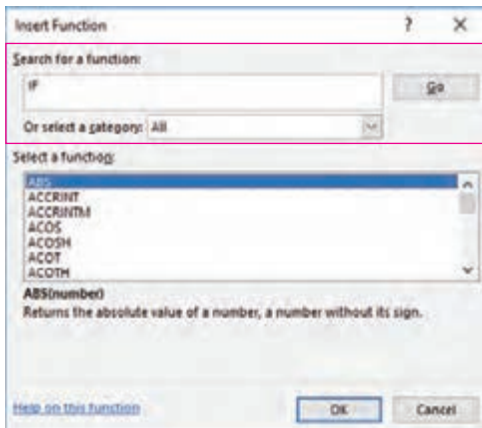 Insert Function ? ×
Search for a function:
IF
Go
Or select a category: All
Select a function:
ABS
ACCRINT
ACCRINTM
ACOS
ACOSH
ACOT
ACOTH
ABS(number)
Returns the absolute value of a number, a number without its sign.
Help on this function
OK
Cancel